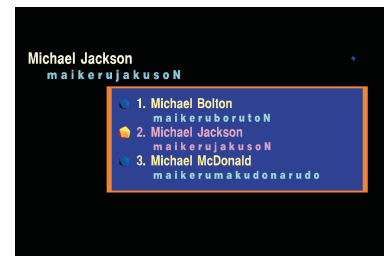 Michael Jackson
maikerujakusoN
1. Michael Bolton
maikeruborutoN
2. Michael Jackson
maikerujakusoN
3. Michael McDonald
maikerumakudonarudo